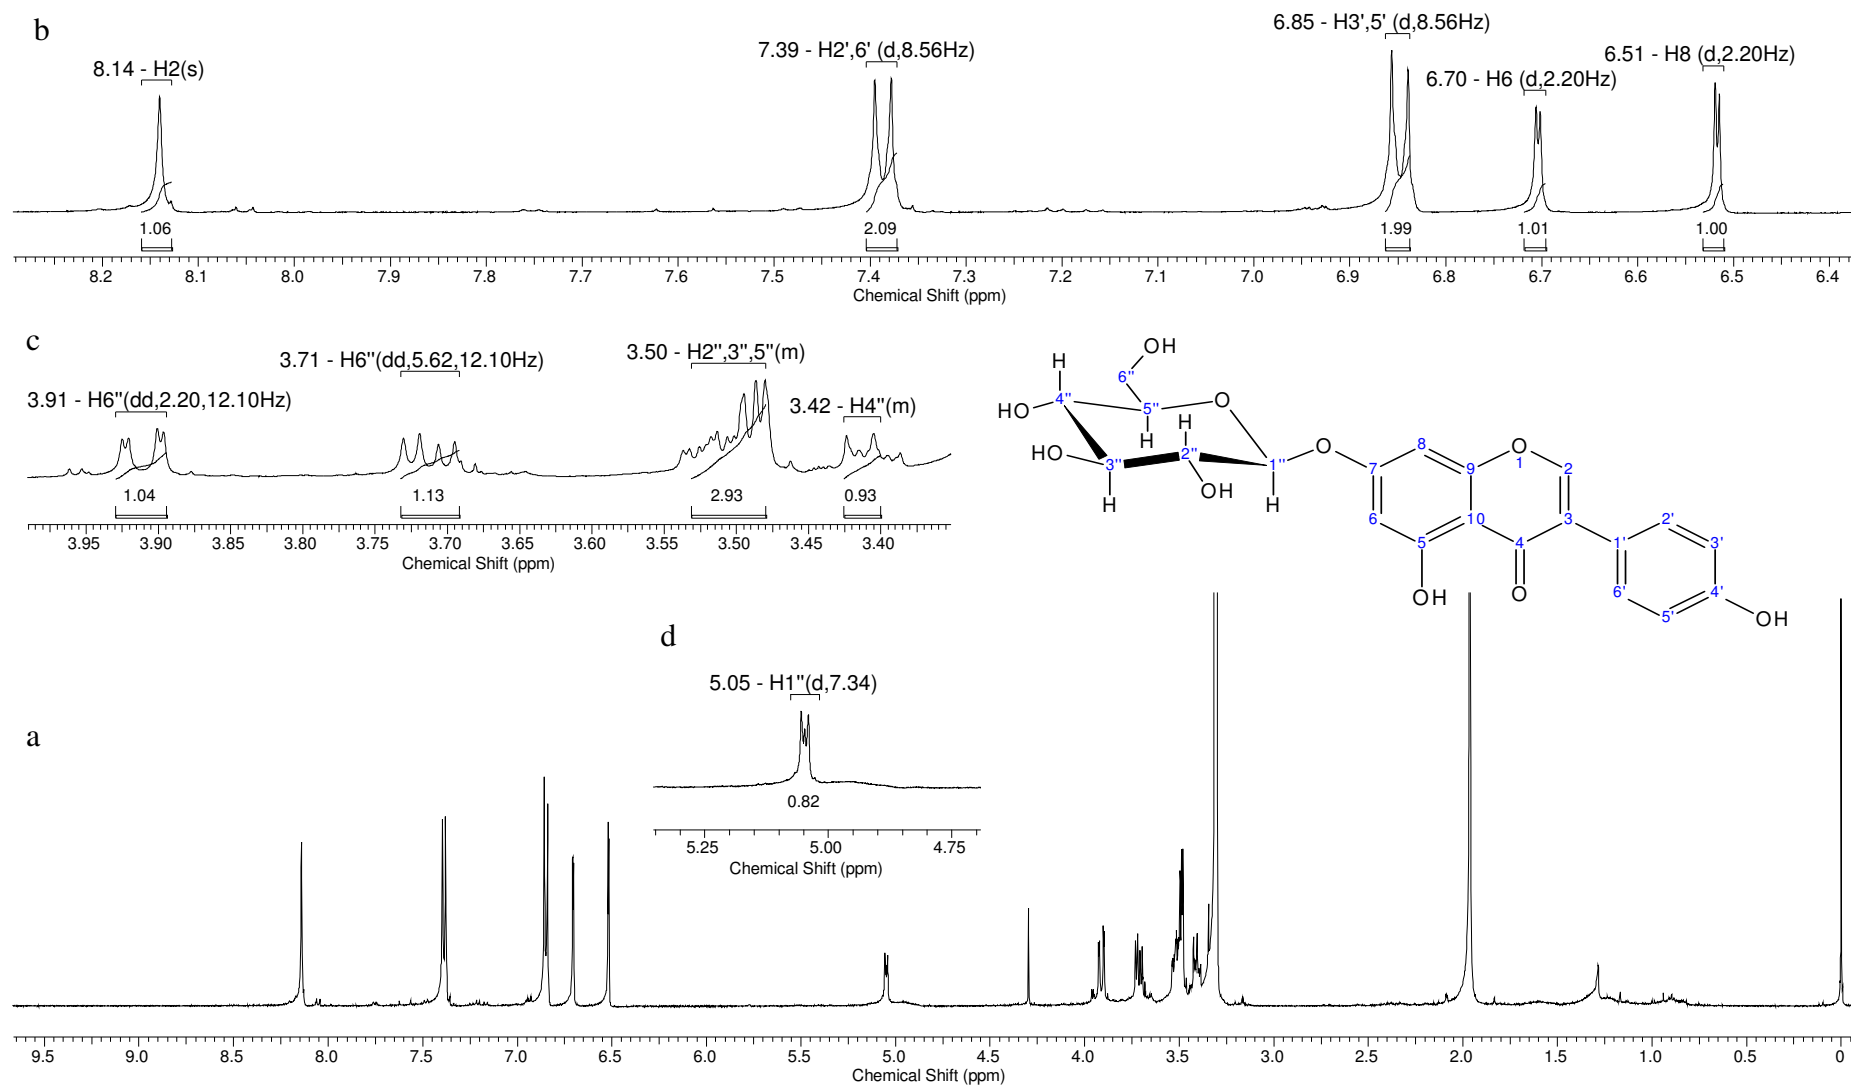 b
8.14 - H2(s)
7.39 - H2',6' (d,8.56Hz)
6.85 - H3',5' (d,8.56Hz)
6.70 - H6 (d,2.20Hz)
6.51 - H8 (d,2.20Hz)
1.06 2.09 1.99 1.01 1.00
8.2 8.1 8.0 7.9 7.8 7.7 7.6 7.5 7.4 7.3 7.2 7.1 7.0 6.9 6.8 6.7 6.6 6.5 6.4
Chemical Shift (ppm)
c
3.91 - H6''(dd,2.20,12.10Hz)
3.71 - H6''(dd,5.62,12.10Hz)
3.50 - H2'',3'',5''(m)
3.42 - H4''(m)
1.04 1.13 2.93 0.93
3.95 3.90 3.85 3.80 3.75 3.70 3.65 3.60 3.55 3.50 3.45 3.40
Chemical Shift (ppm)
OH
H 6''
HO 4'' 5'' O
H H
HO 3'' 2'' 1'' O
H OH H
8 O 1 2
7 9
6 10 3 2'
5 4 1' 3'
OH O 6' 4'
5' OH
d
5.05 - H1''(d,7.34)
0.82
5.25 5.00 4.75
Chemical Shift (ppm)
a
9.5 9.0 8.5 8.0 7.5 7.0 6.5 6.0 5.5 5.0 4.5 4.0 3.5 3.0 2.5 2.0 1.5 1.0 0.5 0
Chemical Shift (ppm)